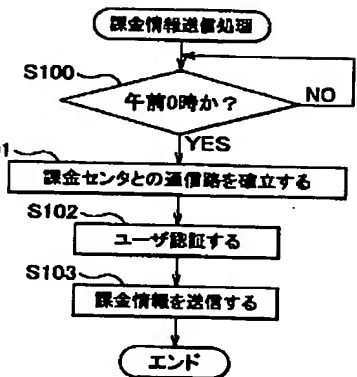 課金情報送信処理
S100
午前0時か？
NO
YES
01
課金センタとの通信路を確立する
S102
ユーザ認証する
S103
課金情報を送信する
エンド